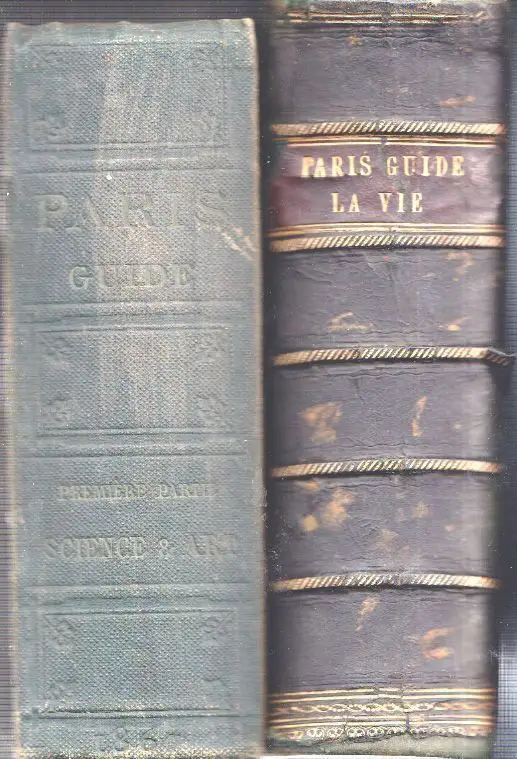 PARIS
GUIDE
PREMIÈRE PARTIE
SCIENCE & ART
PARIS GUIDE
LA VIE